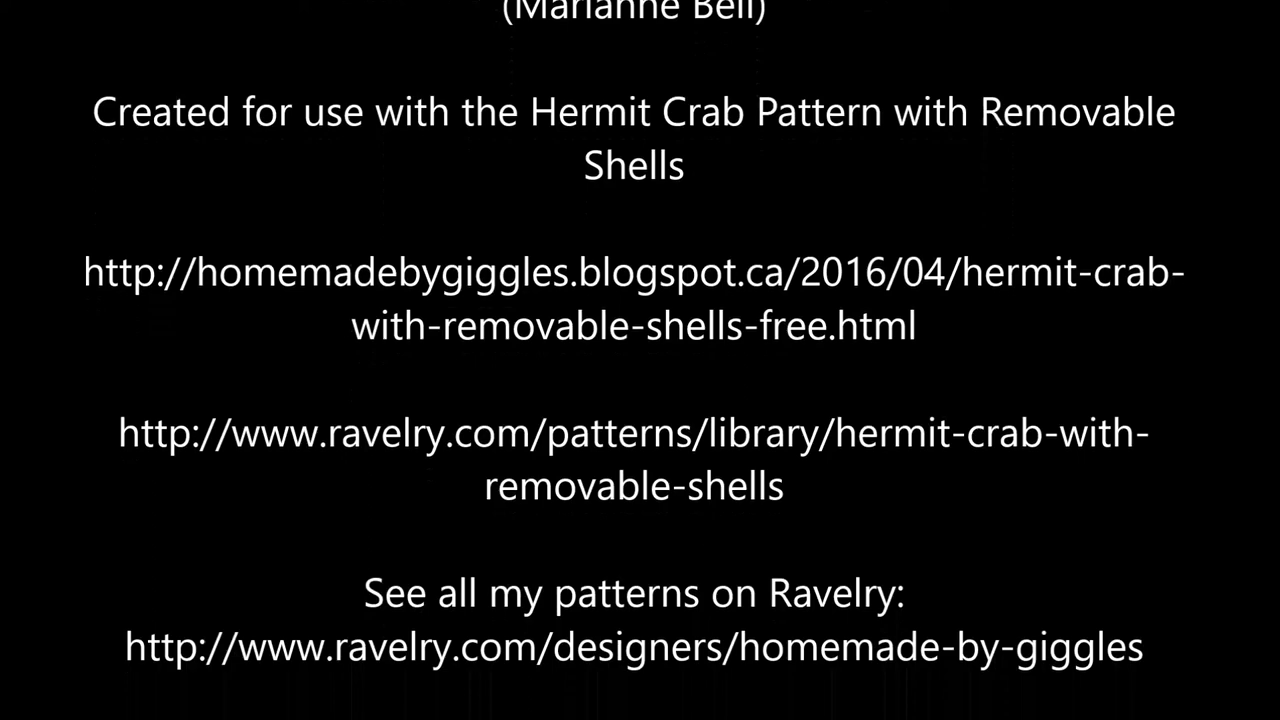 (Marianne Bell)
Created for use with the Hermit Crab Pattern with Removable
Shells
http://homemadebygiggles.blogspot.ca/2016/04/hermit-crab-
with-removable-shells-free.html
http://www.ravelry.com/patterns/library/hermit-crab-with-
removable-shells
See all my patterns on Ravelry:
http://www.ravelry.com/designers/homemade-by-giggles